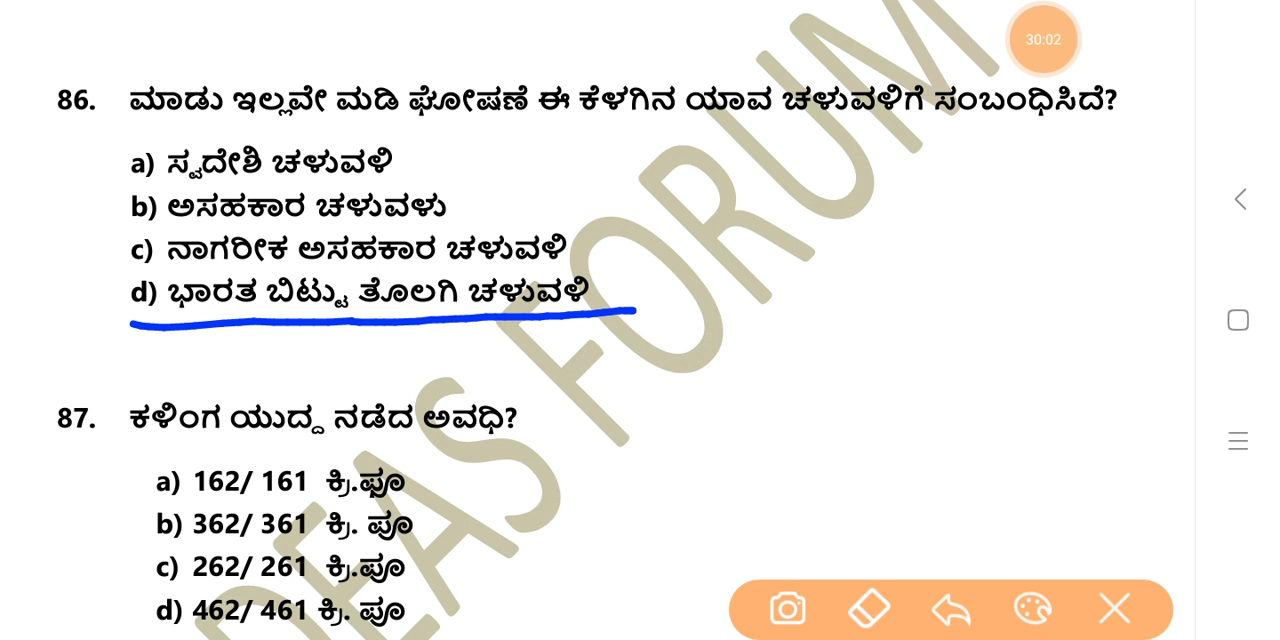 30:02
86. ಮಾಡು ಇಲ್ಲವೇ ಮಡಿ ಘೋಷಣೆ ಈ ಕೆಳಗಿನ ಯಾವ ಚಳುವಳಿಗೆ ಸಂಬಂಧಿಸಿದೆ?
a) ಸ್ವದೇಶಿ ಚಳುವಳಿ
b) ಅಸಹಕಾರ ಚಳುವಳು
c) ನಾಗರೀಕ ಅಸಹಕಾರ ಚಳುವಳಿ
d) ಭಾರತ ಬಿಟ್ಟು ತೊಲಗಿ ಚಳುವಳಿ
87. ಕಳಿಂಗ ಯುದ್ದ ನಡೆದ ಅವಧಿ?
a) 162/ 161 ಕ್ರಿ.ಪೂ
b) 362/ 361 ಕ್ರಿ. ಪೂ
c) 262/ 261 ಕ್ರಿ.ಪೂ
d) 462/ 461 ಕ್ರಿ. ಪೂ
DEAS FORUM